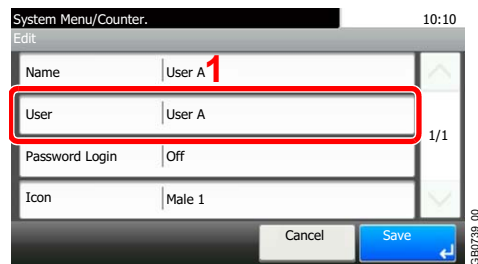 System Menu/Counter. 10:10
Edit
Name User A 1
User User A
1/1
Password Login Off
Icon Male 1
Cancel Save
GB0739_00